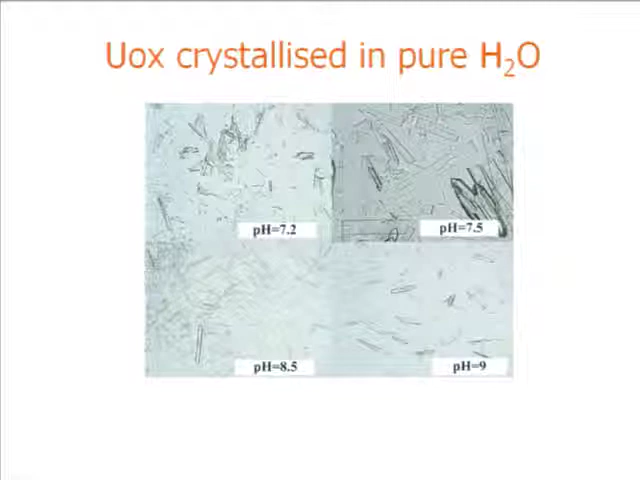 Uox crystallised in pure H₂O
pH=7.2
pH=7.5
pH=8.5
pH=9